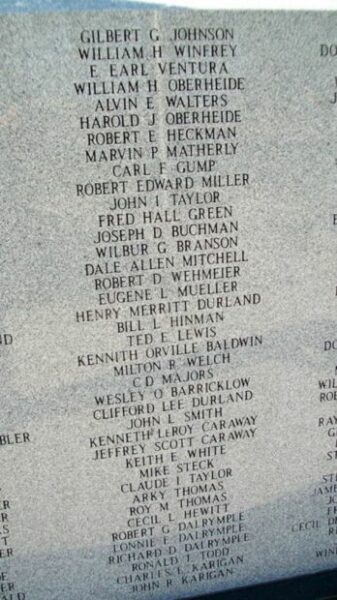 GILBERT G JOHNSON
WILLIAM H WINFREY
E EARL VENTURA
WILLIAM H OBERHEIDE
ALVIN E WALTERS
HAROLD J OBERHEIDE
ROBERT E HECKMAN
MARVIN P MATHERLY
CARL F GUMP
ROBERT EDWARD MILLER
JOHN I TAYLOR
FRED HALL GREEN
JOSEPH D BUCHMAN
WILBUR G BRANSON
DALE ALLEN MITCHELL
ROBERT D WEHMEIER
EUGENE L MUELLER
HENRY MERRITT DURLAND
BILL L HINMAN
TED E LEWIS
KENNITH ORVILLE BALDWIN
MILTON R WELCH
C D MAJORS
WESLEY O BARRICKLOW
CLIFFORD LEE DURLAND
JOHN L SMITH
KENNETH LEROY CARAWAY
JEFFREY SCOTT CARAWAY
KEITH E WHITE
MIKE STECK
CLAUDE I TAYLOR
ARKY THOMAS
ROY M THOMAS
CECIL L HEWITT
ROBERT G DALRYMPLE
LONNIE E DALRYMPLE
RICHARD D DALRYMPLE
RONALD T TODD
CHARLES E KARIGAN
JOHN R KARIGAN